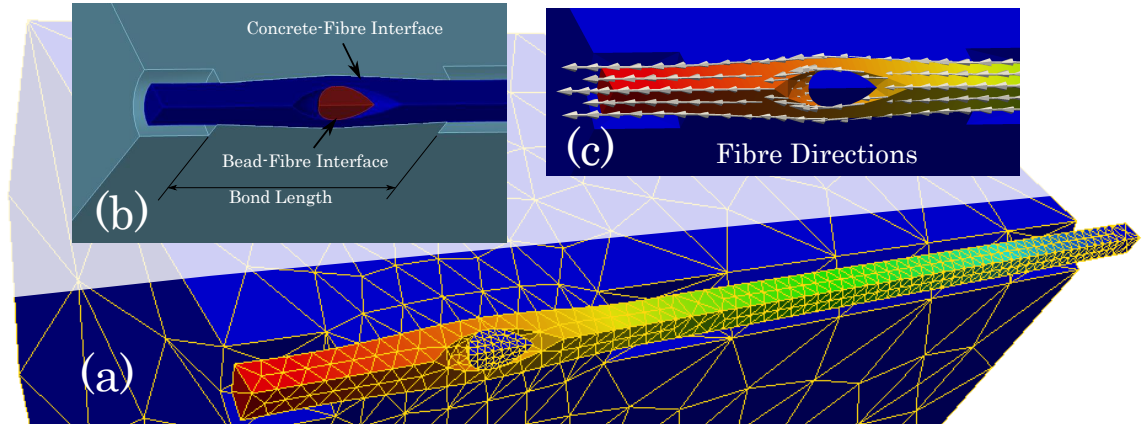 Concrete-Fibre Interface
Bead-Fibre Interface
Bond Length
(b)
(c)
Fibre Directions
(a)